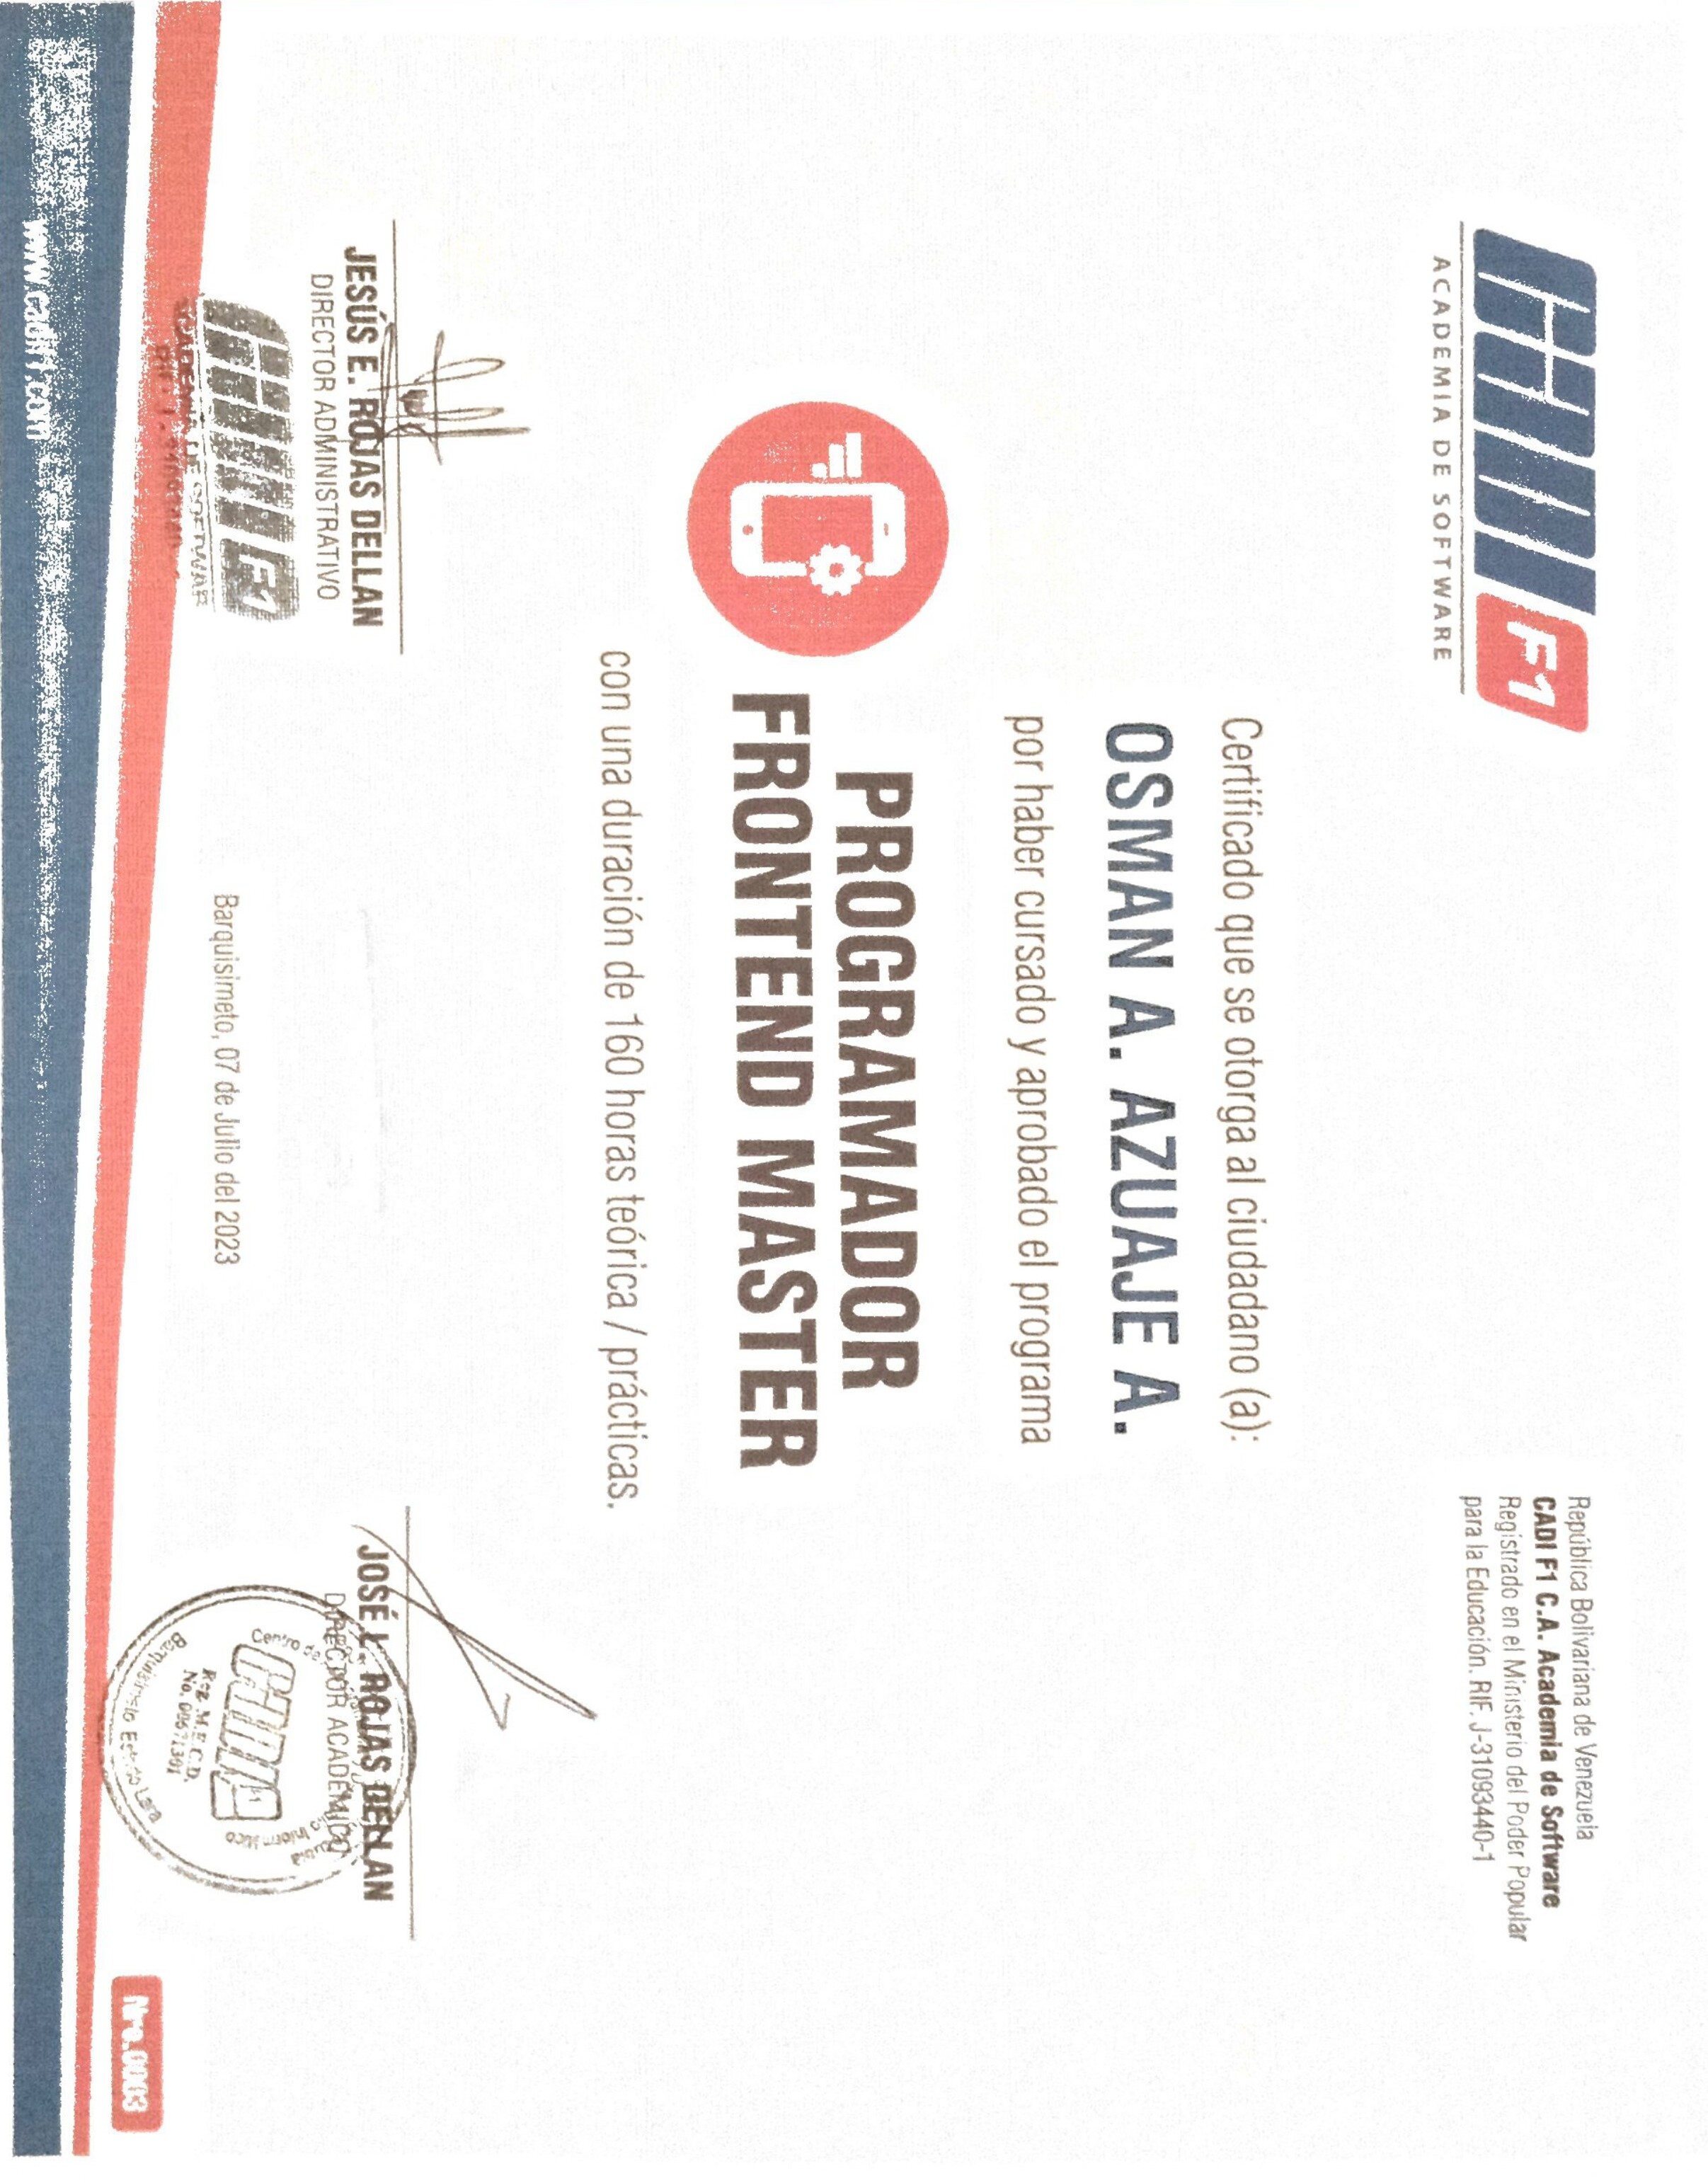 CADI F1
ACADEMIA DE SOFTWARE
República Bolivariana de Venezuela
CADI F1 C.A. Academia de Software
Registrado en el Ministerio del Poder Popular
para la Educación. RIF. J-31093440-1
Certificado que se otorga al ciudadano (a):
OSMAN A. AZUAJE A.
por haber cursado y aprobado el programa
PROGRAMADOR
FRONTEND MASTER
con una duración de 160 horas teórica / prácticas.
JESÚS E. ROJAS DELLAN
DIRECTOR ADMINISTRATIVO
CADI F1
ACADEMIA DE SOFTWAR
RIF. J-31093440-
JOSÉ L. ROJAS DELLAN
DIRECTOR ACADÉMICO
Centro de
CADI F1
Reg. M.E.C.D.
No. 00671301
Barquisimeto Estado Lara
Barquisimeto, 07 de Julio del 2023
Nro.0003
www.cadif1.com